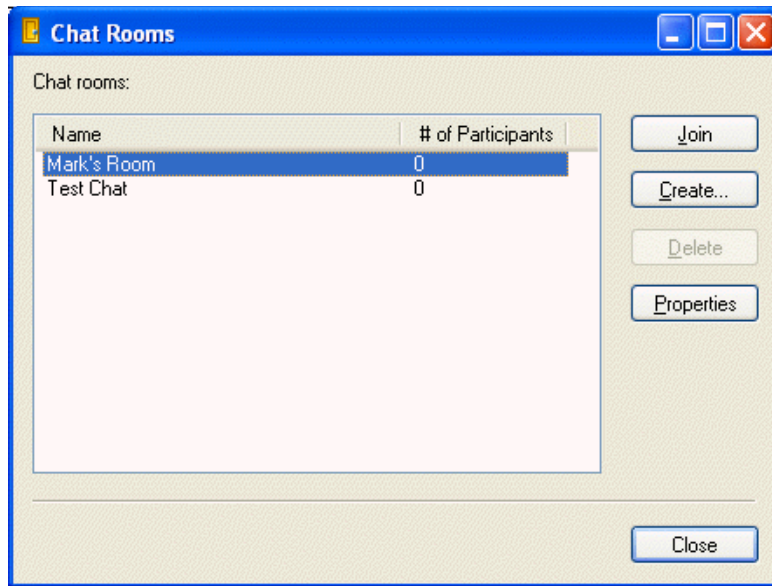 Chat Rooms
Chat rooms:
Name # of Participants
Mark's Room 0
Test Chat 0
Join
Create...
Delete
Properties
Close